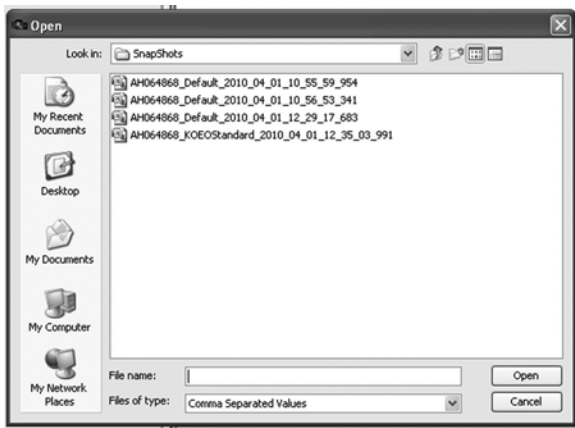 Open
Look in: SnapShots
My Recent
Documents
Desktop
My Documents
My Computer
My Network
Places
AH064868_Default_2010_04_01_10_55_59_954
AH064868_Default_2010_04_01_10_56_53_341
AH064868_Default_2010_04_01_12_29_17_683
AH064868_KOEOStandard_2010_04_01_12_35_03_991
File name: Open
Files of type: Comma Separated Values Cancel